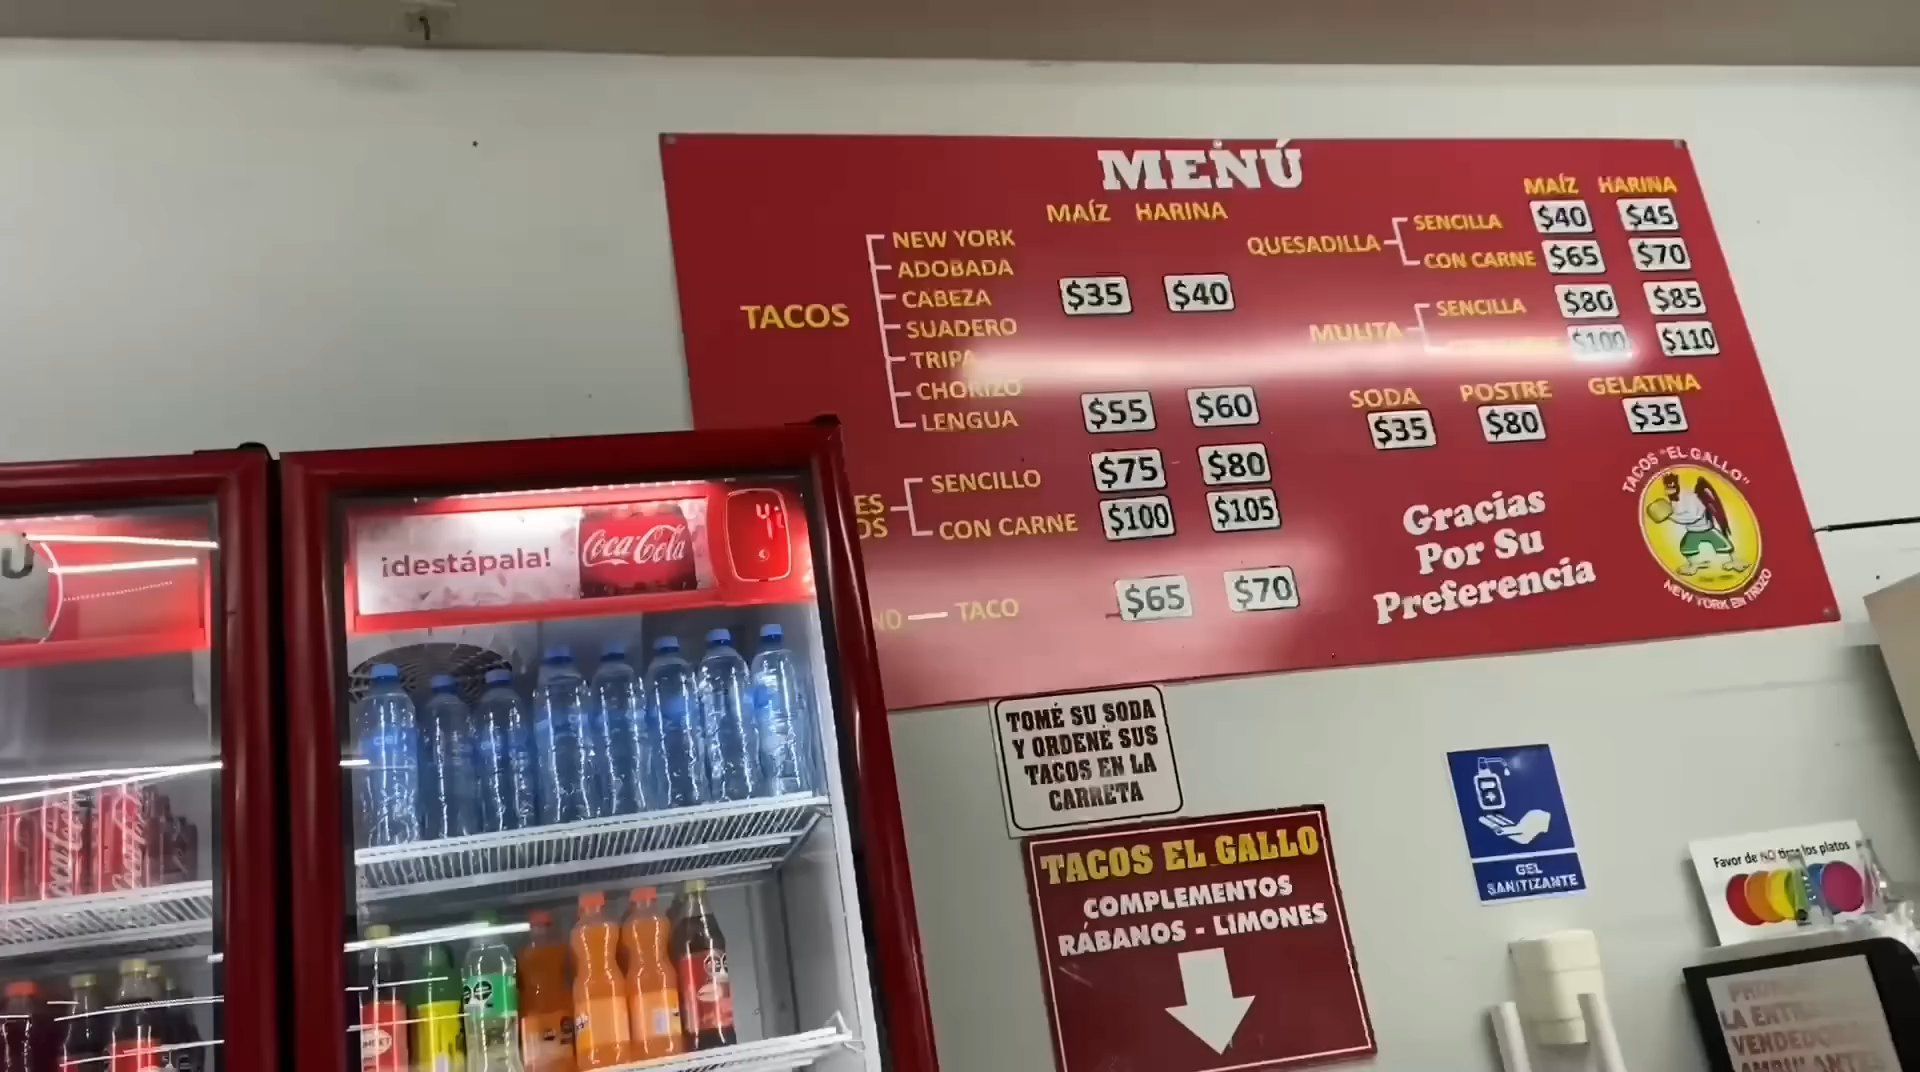 MENÚ
MAÍZ HARINA
TACOS
NEW YORK
ADOBADA
CABEZA
SUADERO
TRIPA
CHORIZO
LENGUA
$35 $40
$55 $60
SENCILLO $75 $80
CON CARNE $100 $105
TACO $65 $70
MAÍZ HARINA
QUESADILLA
SENCILLA $40 $45
CON CARNE $65 $70
MULITA
SENCILLA $80 $85
$100 $110
SODA POSTRE GELATINA
$35 $80 $35
Gracias
Por Su
Preferencia
TACOS "EL GALLO"
NEW YORK EN TROZO
¡destápala!
Coca-Cola
TOMÉ SU SODA
Y ORDENE SUS
TACOS EN LA
CARRETA
TACOS EL GALLO
COMPLEMENTOS
RÁBANOS - LIMONES
GEL
SANITIZANTE
Favor de NO tirar los platos
LA